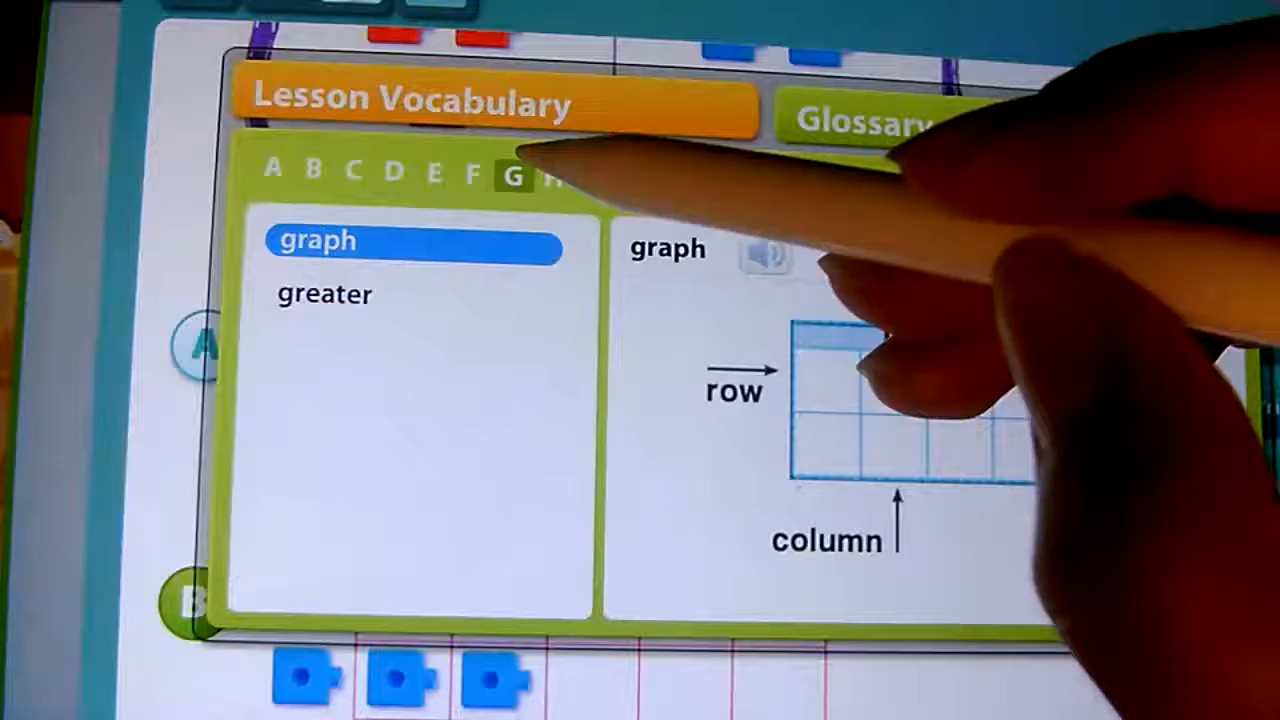 Lesson Vocabulary
Glossary
A B C D E F G H
graph
greater
graph
row
column
A
B